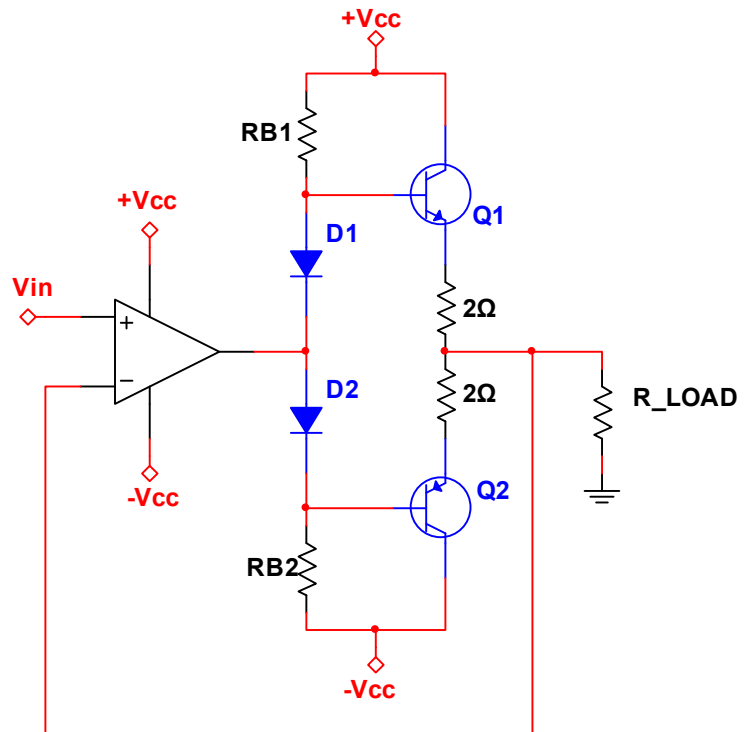 +Vcc
RB1
+Vcc
Q1
D1
Vin
+
2Ω
−
D2
2Ω
R_LOAD
-Vcc
Q2
RB2
-Vcc